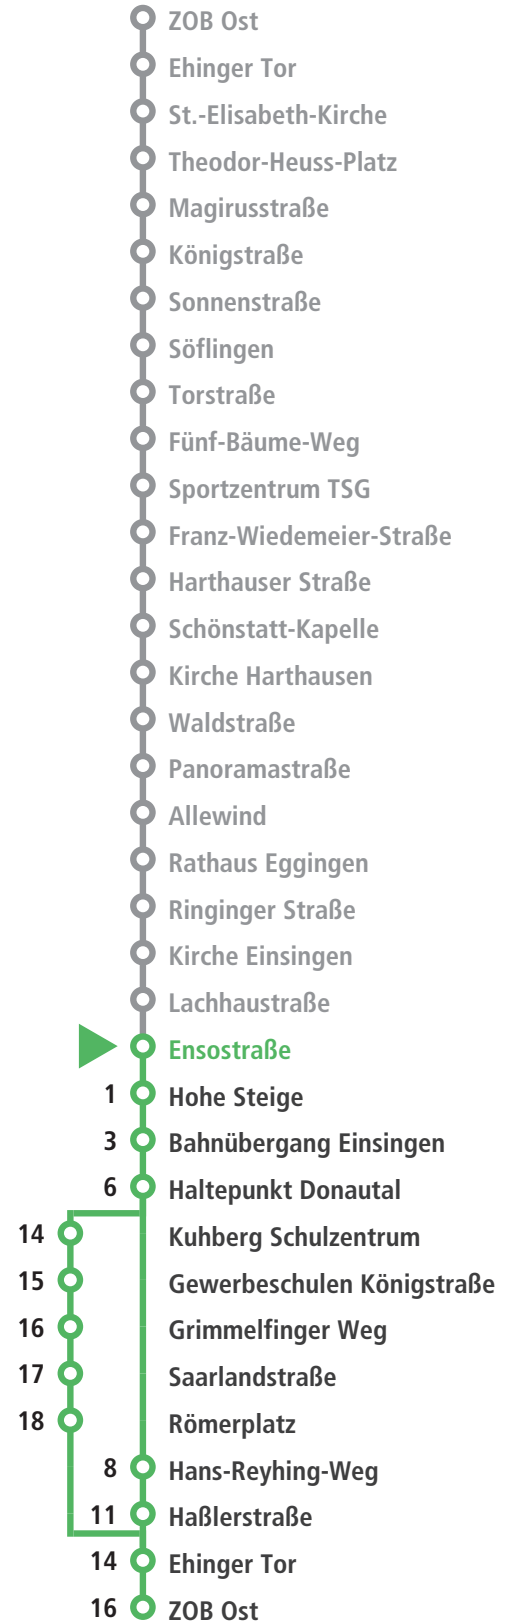 ZOB Ost
Ehinger Tor
St.-Elisabeth-Kirche
Theodor-Heuss-Platz
Magirusstraße
Königstraße
Sonnenstraße
Söflingen
Torstraße
Fünf-Bäume-Weg
Sportzentrum TSG
Franz-Wiedemeier-Straße
Harthauser Straße
Schönstatt-Kapelle
Kirche Harthausen
Waldstraße
Panoramastraße
Allewind
Rathaus Eggingen
Ringinger Straße
Kirche Einsingen
Lachhaustraße
Ensostraße
1 Hohe Steige
3 Bahnübergang Einsingen
6 Haltepunkt Donautal
14 Kuhberg Schulzentrum
15 Gewerbeschulen Königstraße
16 Grimmelfinger Weg
17 Saarlandstraße
18 Römerplatz
8 Hans-Reyhing-Weg
11 Haßlerstraße
14 Ehinger Tor
16 ZOB Ost